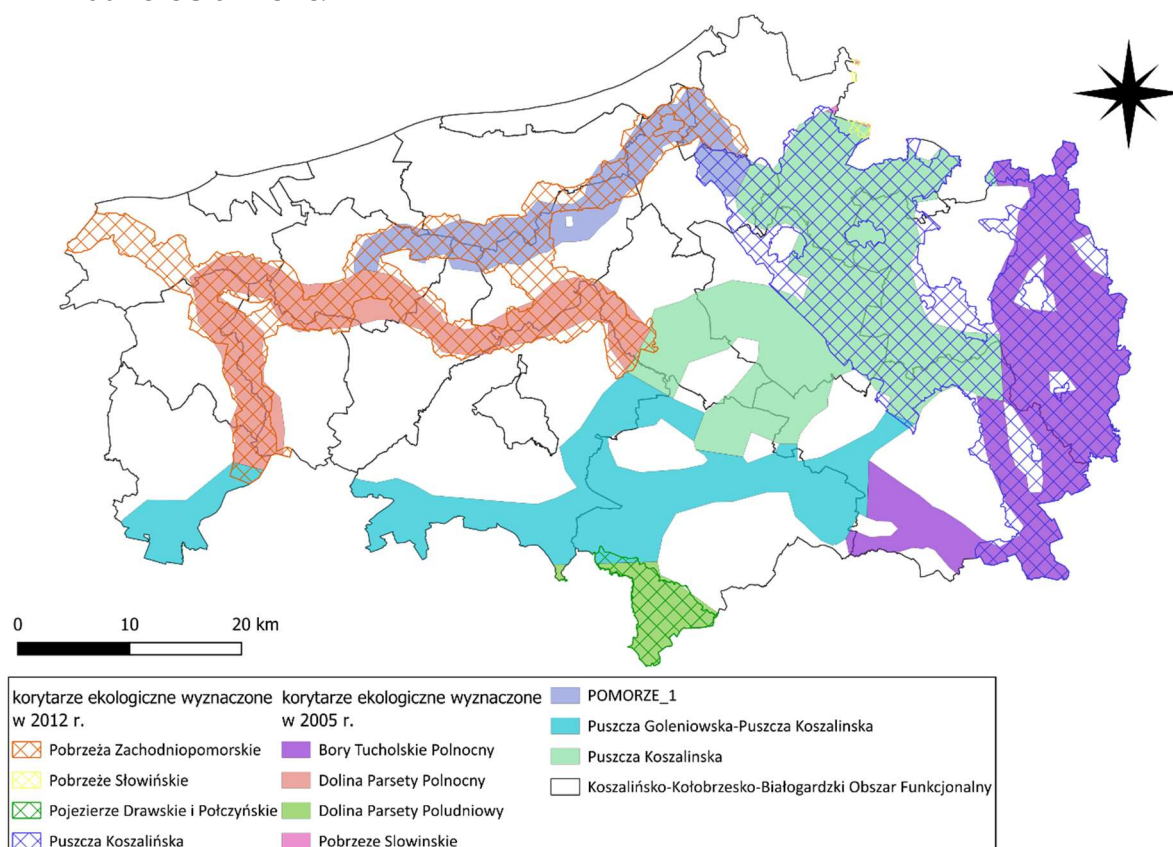 0 10 20 km
korytarze ekologiczne wyznaczone
w 2012 r.
Pobrzeża Zachodniopomorskie
Pobrzeże Słowińskie
Pojezierze Drawskie i Połczyńskie
Puszcza Koszalińska
korytarze ekologiczne wyznaczone
w 2005 r.
Bory Tucholskie Polnocny
Dolina Parsety Polnocny
Dolina Parsety Poludniowy
Pobrzeze Slowinskie
POMORZE_1
Puszcza Goleniowska-Puszcza Koszalinska
Puszcza Koszalinska
Koszalińsko-Kołobrzesko-Białogardzki Obszar Funkcjonalny